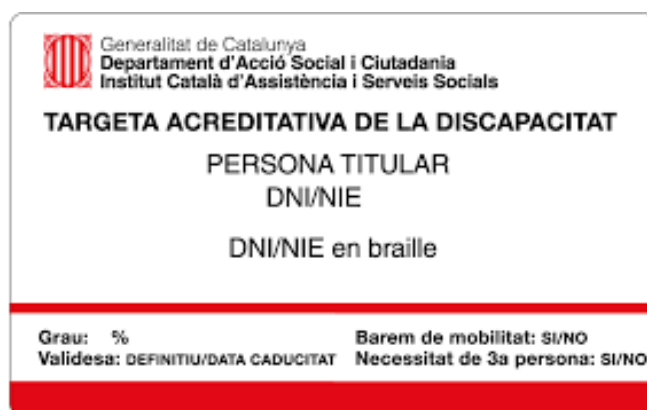 Generalitat de Catalunya
Departament d'Acció Social i Ciutadania
Institut Català d'Assistència i Serveis Socials
TARGETA ACREDITATIVA DE LA DISCAPACITAT
PERSONA TITULAR
DNI/NIE
DNI/NIE en braille
Grau: % Barem de mobilitat: SI/NO
Validesa: DEFINITIU/DATA CADUCITAT Necessitat de 3a persona: SI/NO